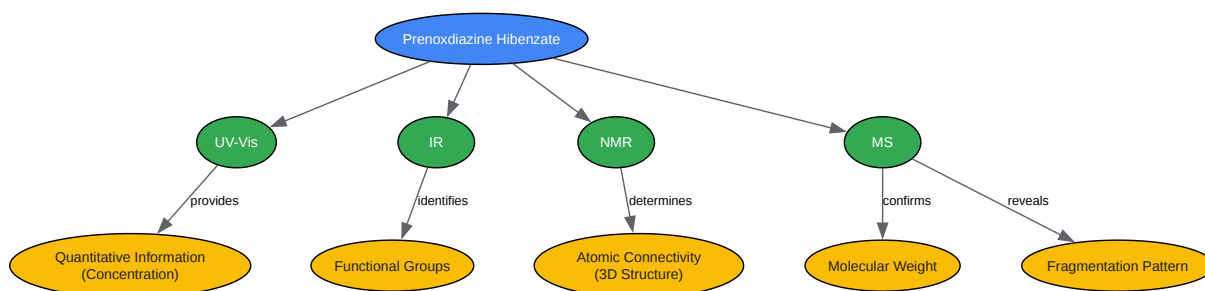 Prenoxdiazine Hibenzate
UV-Vis
IR
NMR
MS
provides
identifies
determines
confirms
reveals
Quantitative Information
(Concentration)
Functional Groups
Atomic Connectivity
(3D Structure)
Molecular Weight
Fragmentation Pattern